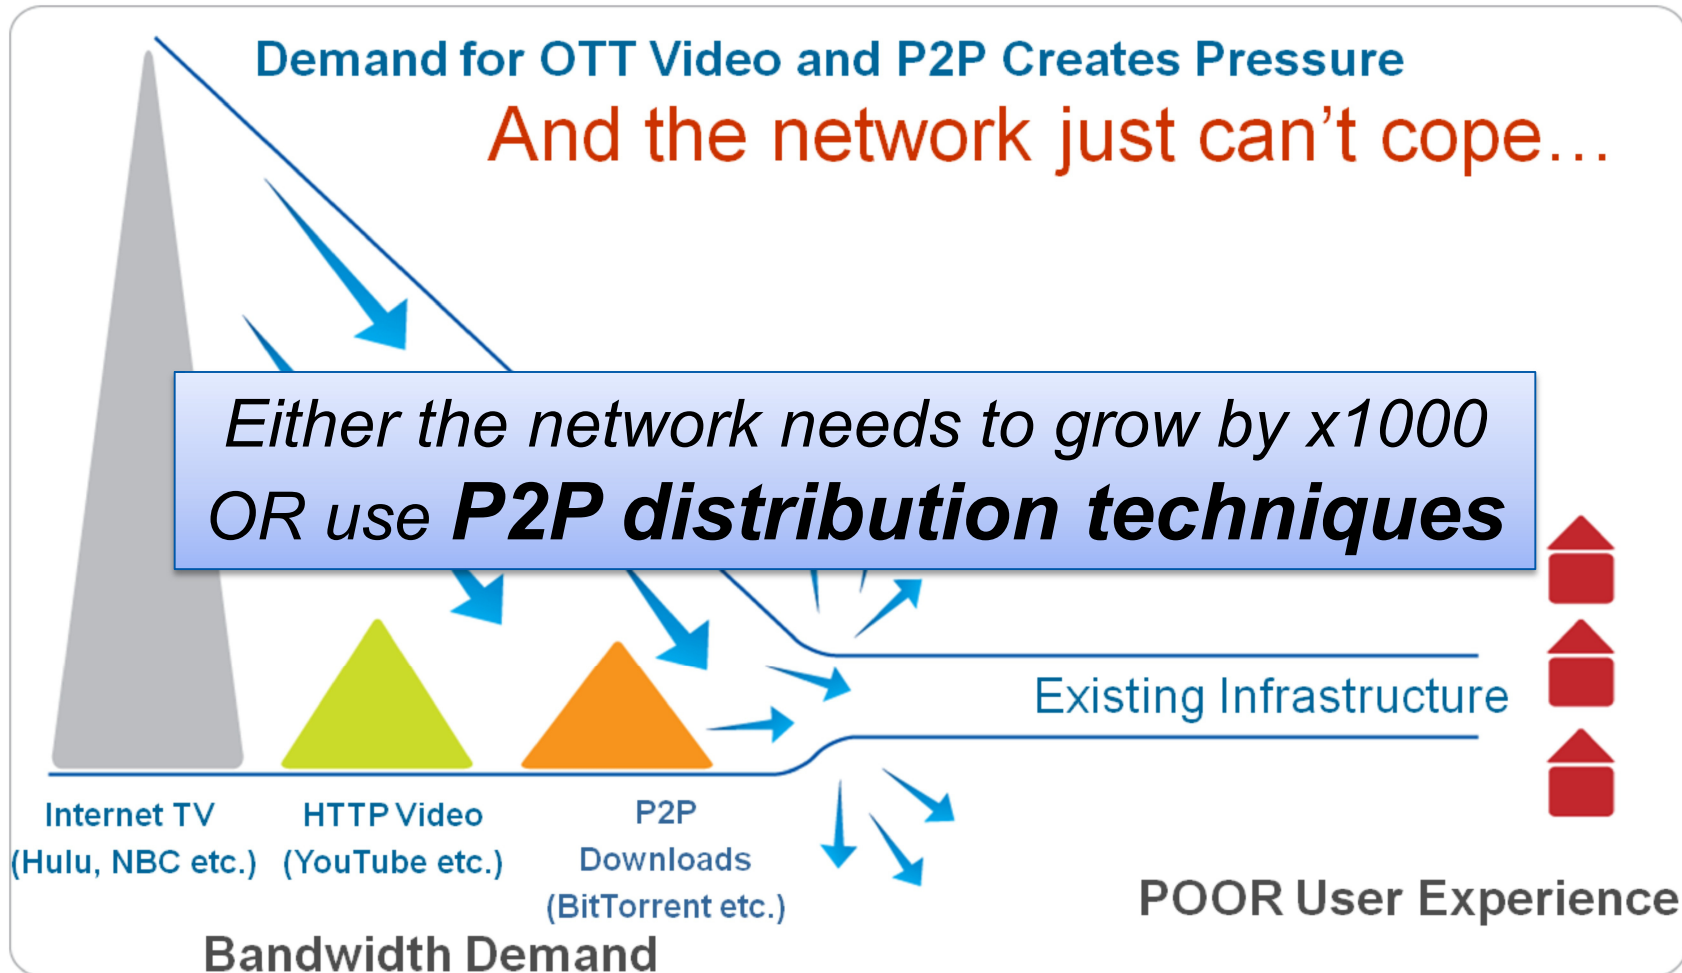 Demand for OTT Video and P2P Creates Pressure
And the network just can't cope…
Either the network needs to grow by x1000
OR use P2P distribution techniques
Existing Infrastructure
Internet TV
(Hulu, NBC etc.)
HTTP Video
(YouTube etc.)
P2P
Downloads
(BitTorrent etc.)
POOR User Experience
Bandwidth Demand